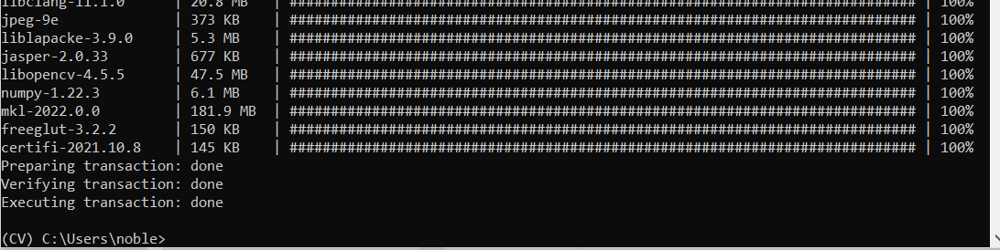 libclang-11.1.0      | 20.8 MB   | ########################################################################### | 100%
jpeg-9e              | 373 KB    | ########################################################################### | 100%
liblapacke-3.9.0     | 5.3 MB    | ########################################################################### | 100%
jasper-2.0.33        | 677 KB    | ########################################################################### | 100%
libopencv-4.5.5      | 47.5 MB   | ########################################################################### | 100%
numpy-1.22.3         | 6.1 MB    | ########################################################################### | 100%
mkl-2022.0.0         | 181.9 MB  | ########################################################################### | 100%
freeglut-3.2.2       | 150 KB    | ########################################################################### | 100%
certifi-2021.10.8    | 145 KB    | ########################################################################### | 100%
Preparing transaction: done
Verifying transaction: done
Executing transaction: done
(CV) C:\Users\noble>